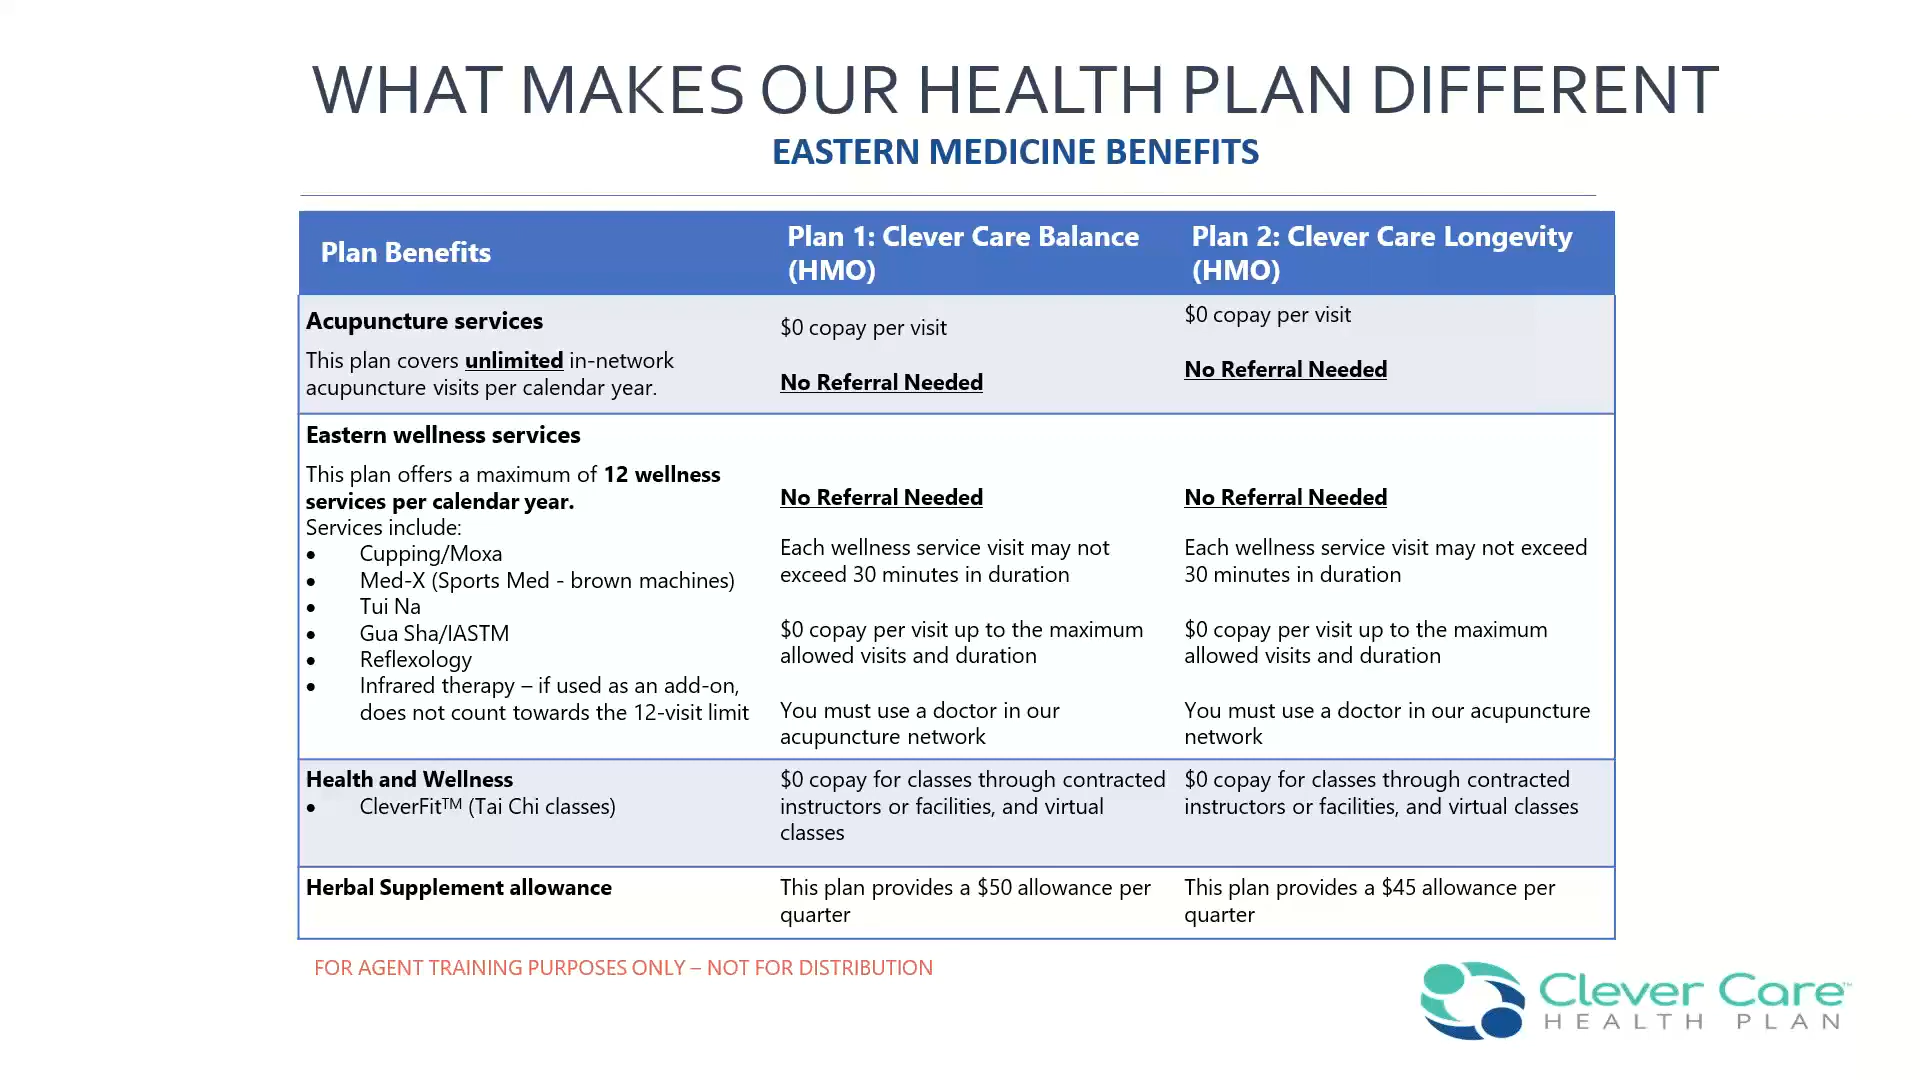 WHAT MAKES OUR HEALTH PLAN DIFFERENT
EASTERN MEDICINE BENEFITS
Plan Benefits
Plan 1: Clever Care Balance
(HMO)
Plan 2: Clever Care Longevity
(HMO)
Acupuncture services
This plan covers unlimited in-network
acupuncture visits per calendar year.
$0 copay per visit
No Referral Needed
$0 copay per visit
No Referral Needed
Eastern wellness services
This plan offers a maximum of 12 wellness
services per calendar year.
Services include:
• Cupping/Moxa
• Med-X (Sports Med - brown machines)
• Tui Na
• Gua Sha/IASTM
• Reflexology
• Infrared therapy – if used as an add-on,
does not count towards the 12-visit limit
No Referral Needed
Each wellness service visit may not
exceed 30 minutes in duration
$0 copay per visit up to the maximum
allowed visits and duration
You must use a doctor in our
acupuncture network
No Referral Needed
Each wellness service visit may not exceed
30 minutes in duration
$0 copay per visit up to the maximum
allowed visits and duration
You must use a doctor in our acupuncture
network
Health and Wellness
• CleverFit™ (Tai Chi classes)
$0 copay for classes through contracted
instructors or facilities, and virtual
classes
$0 copay for classes through contracted
instructors or facilities, and virtual classes
Herbal Supplement allowance
This plan provides a $50 allowance per
quarter
This plan provides a $45 allowance per
quarter
FOR AGENT TRAINING PURPOSES ONLY – NOT FOR DISTRIBUTION
Clever Care™
HEALTH PLAN